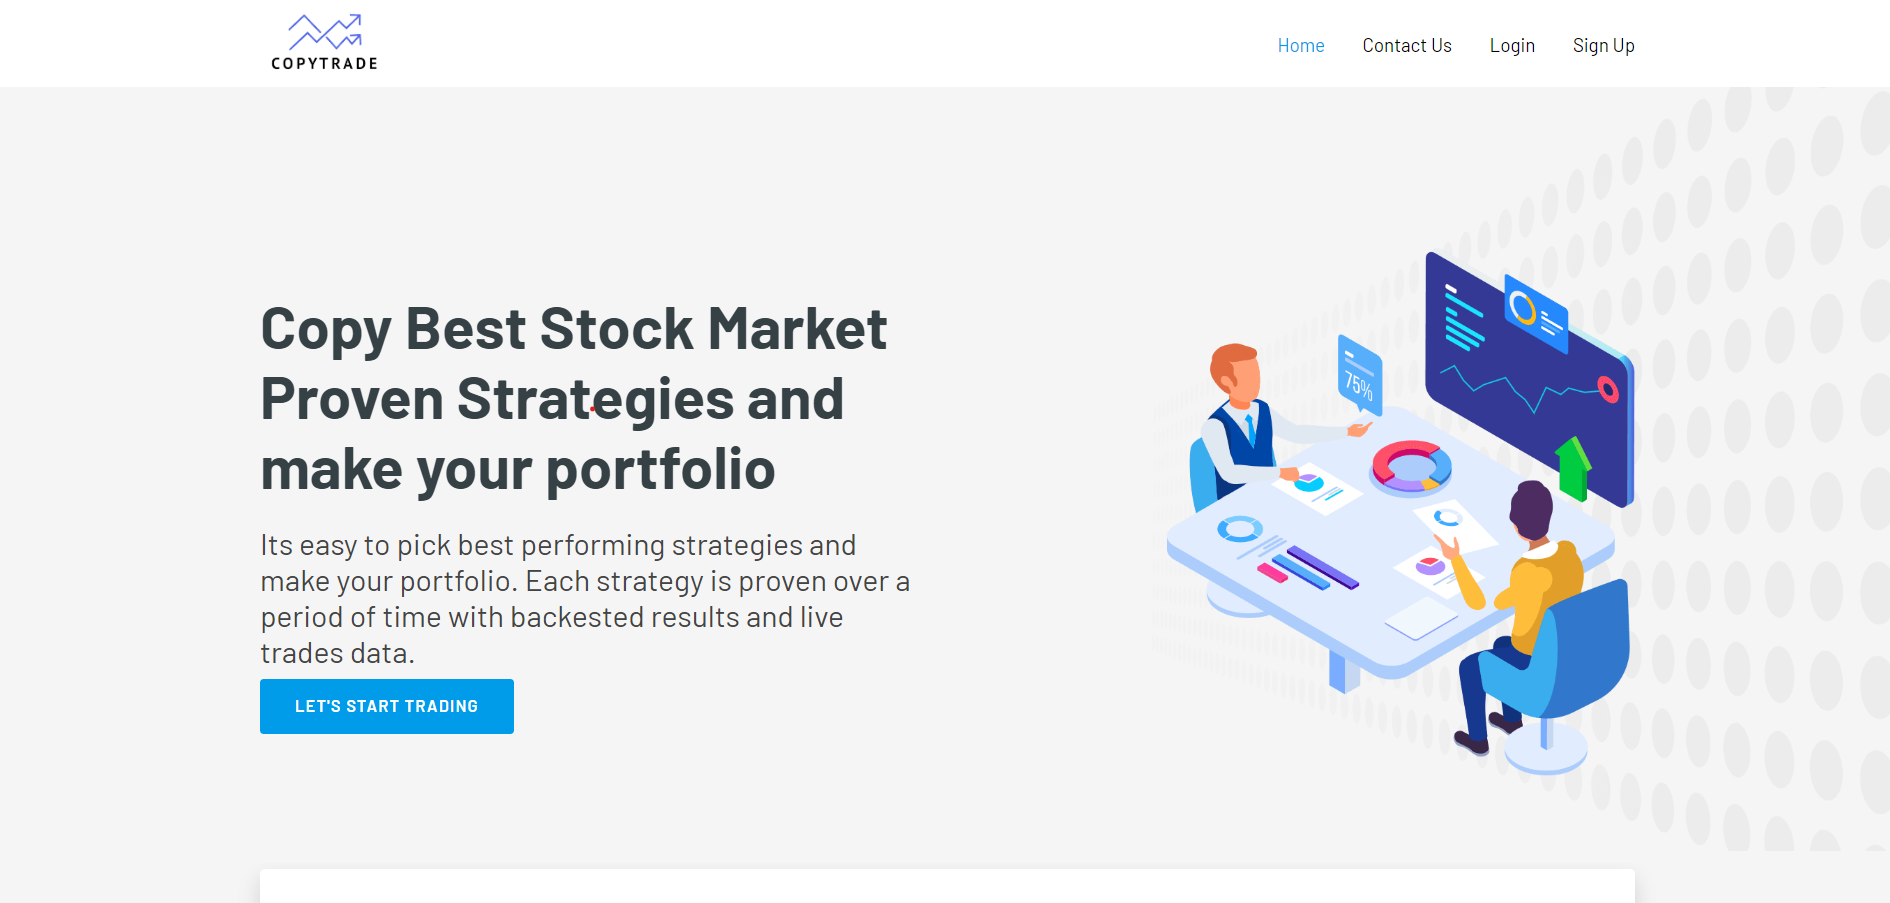 COPYTRADE
Home
Contact Us
Login
Sign Up
Copy Best Stock Market
Proven Strategies and
make your portfolio
Its easy to pick best performing strategies and
make your portfolio. Each strategy is proven over a
period of time with backested results and live
trades data.
LET'S START TRADING
75%